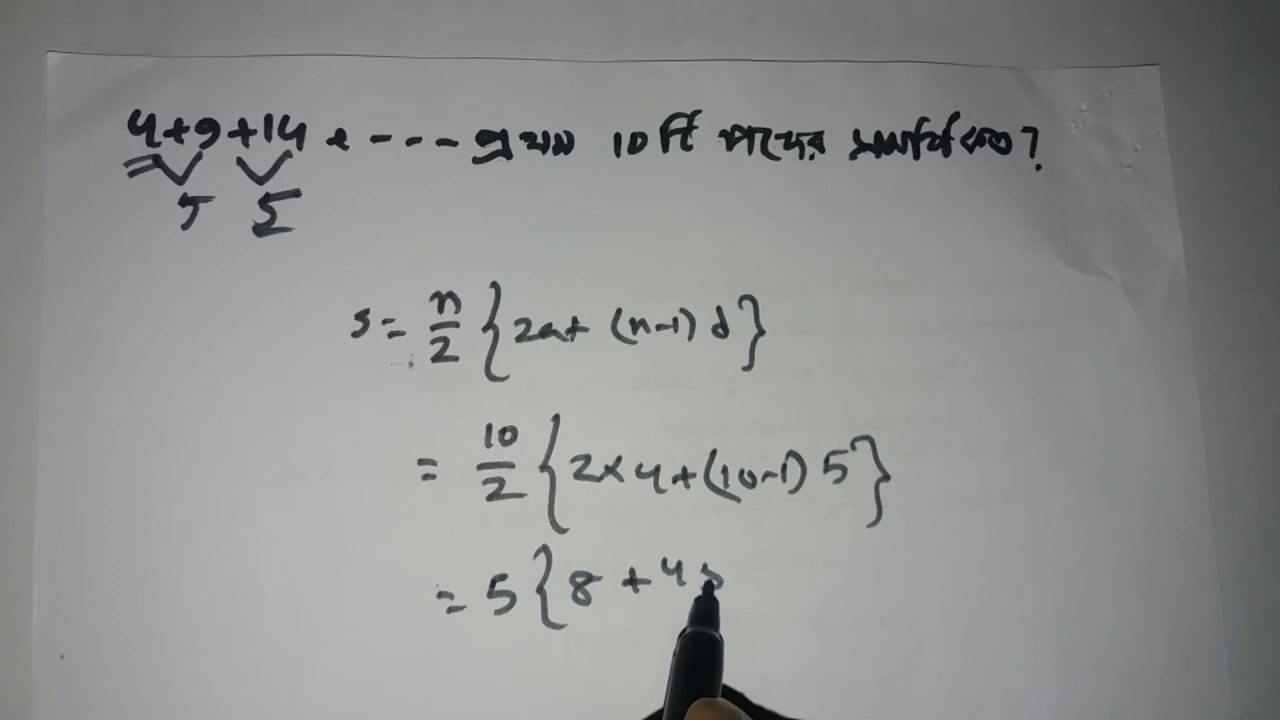 4+9+14+---- প্রথম 10টি পদের সমষ্টি কত?
5 5
s = n/2 {2a+(n-1)d}
= 10/2 {2×4+(10-1)5}
= 5{8+45